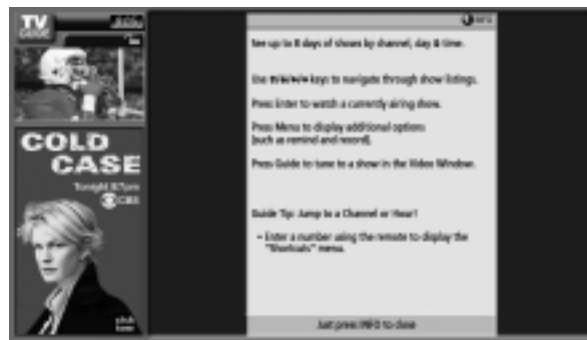 TV
GUIDE
INFO
See up to 8 days of shows by channel, day & time.
Use keys to navigate through show listings.
Press Enter to watch a currently airing show.
Press Menu to display additional options
(such as remind and record).
Press Guide to tune to a show in the Video Window.
COLD
CASE
Tonight 8/7pm
CBS
Guide Tip: Jump to a Channel or Hour!
- Enter a number using the remote to display the
"Shortcuts" menu.
Just press INFO to close